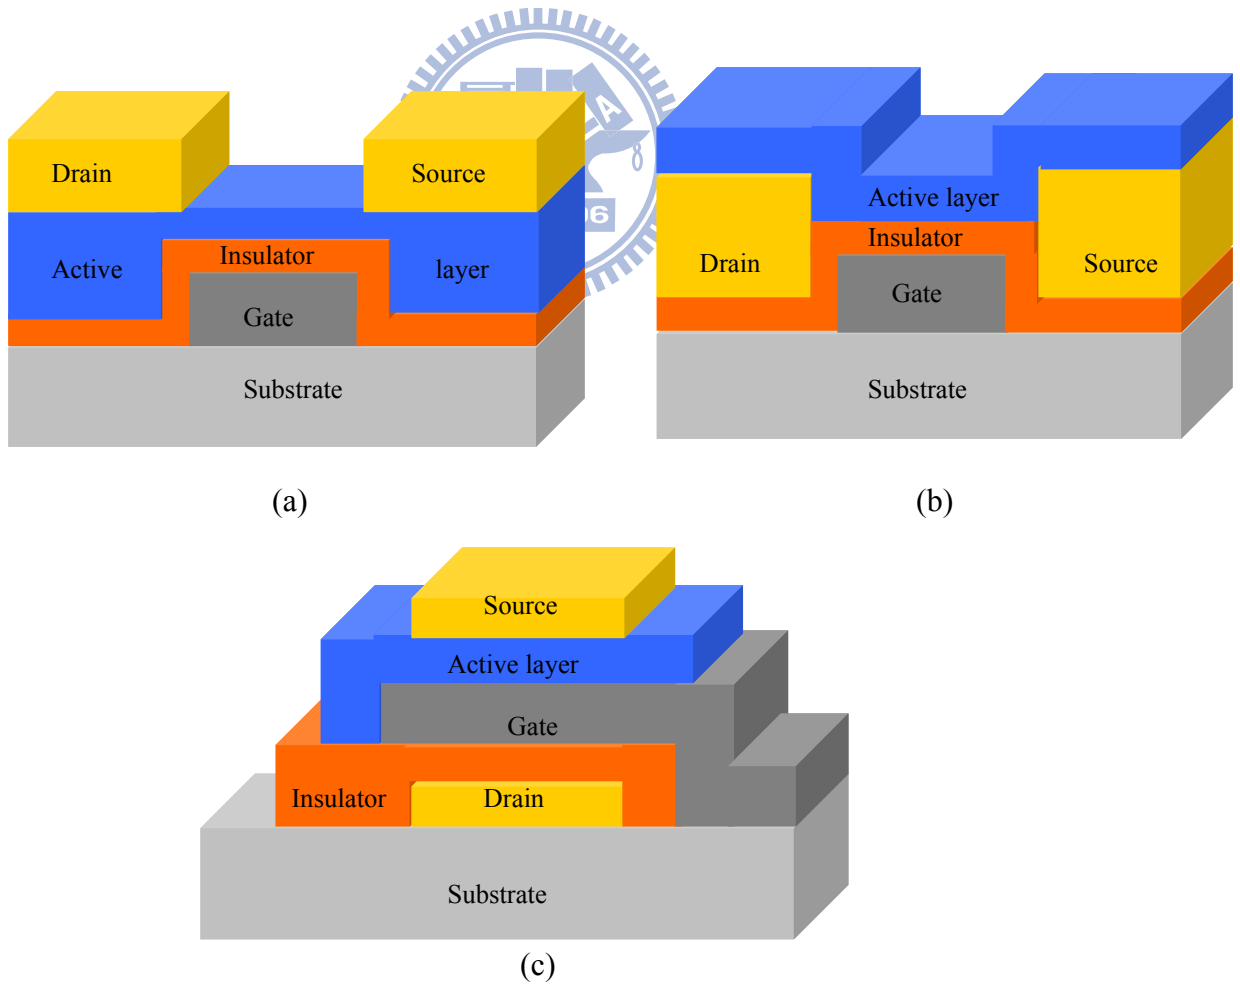 Drain
Source
Insulator
Active
layer
Gate
Substrate
(a)
A
06
Active layer
Insulator
Drain
Source
Gate
Substrate
(b)
Source
Active layer
Gate
Insulator
Drain
Substrate
(c)